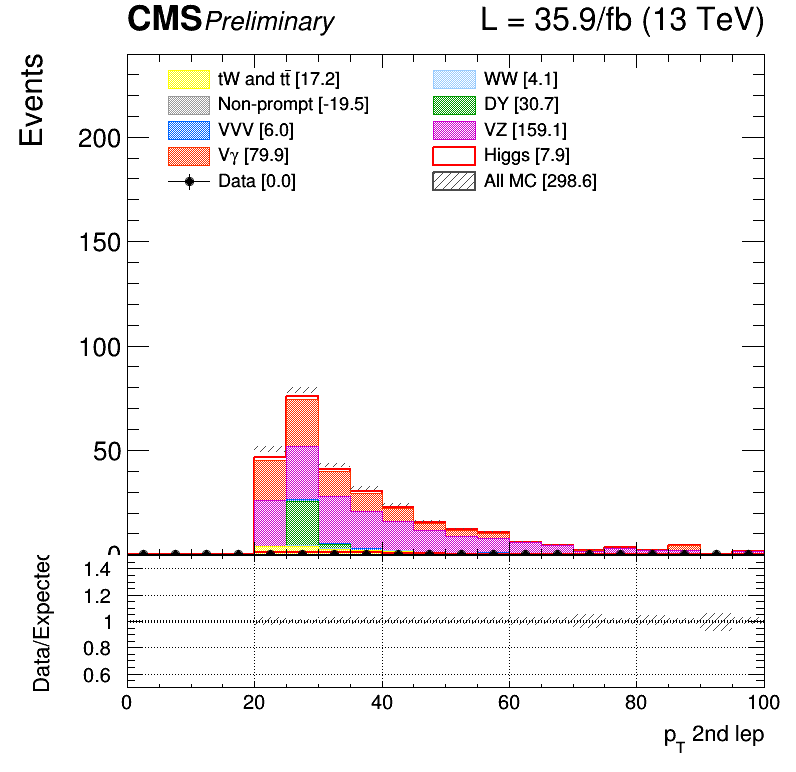 CMS Preliminary L = 35.9/fb (13 TeV)
Events
tW and tt̄ [17.2] WW [4.1]
Non-prompt [-19.5] DY [30.7]
VVV [6.0] VZ [159.1]
Vγ [79.9] Higgs [7.9]
Data [0.0] All MC [298.6]
200
150
100
50
0
Data/Expected
1.4
1.2
1
0.8
0.6
0 20 40 60 80 100
p_T 2nd lep